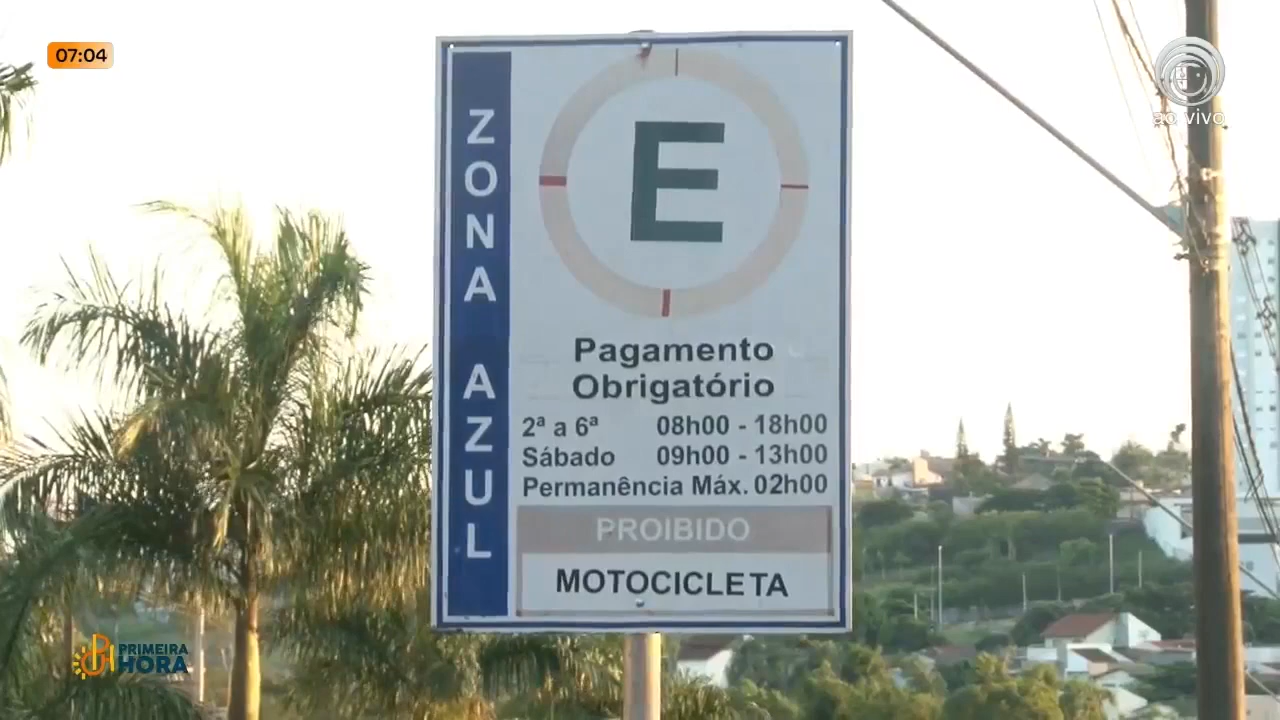 07:04
ao vivo
ZONA AZUL
E
Pagamento
Obrigatório
2ª a 6ª 08h00 - 18h00
Sábado 09h00 - 13h00
Permanência Máx. 02h00
PROIBIDO
MOTOCICLETA
PRIMEIRA
HORA